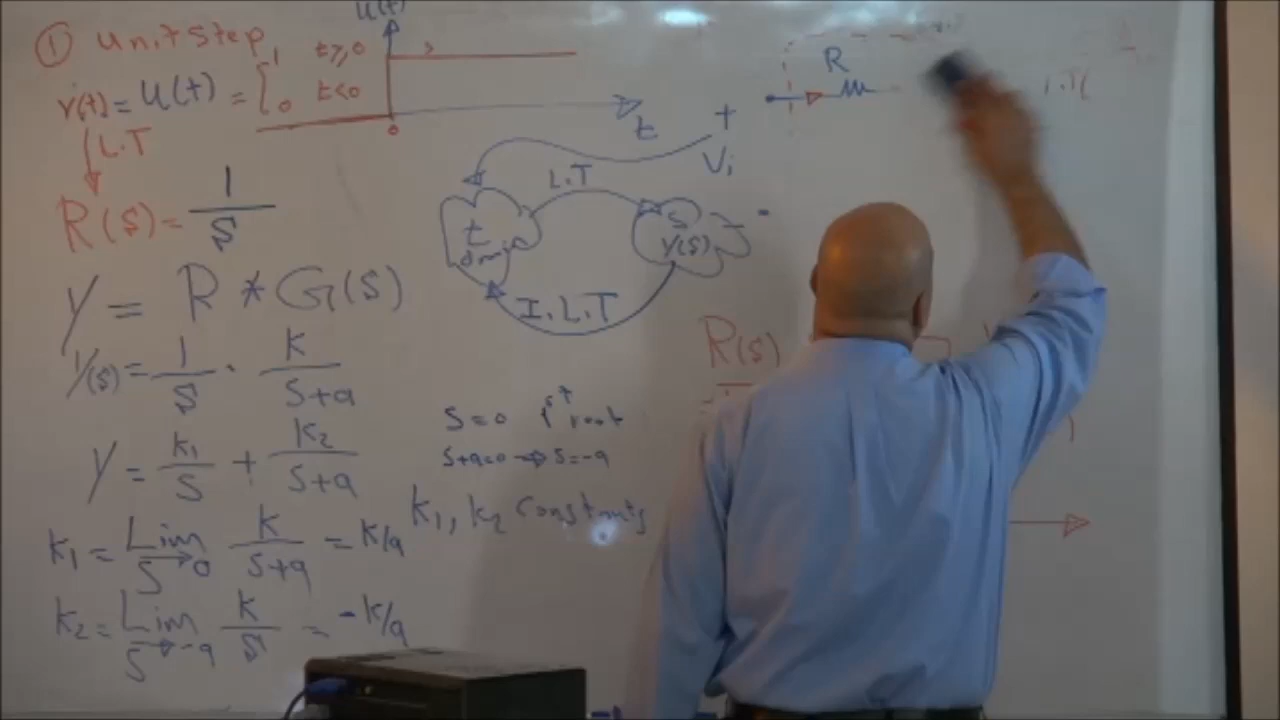 ① unit step
u(t)
r(t) = u(t) = [ 1 t≥0
0 t<0
0
t
↓ L.T
R(s) = 1/s
Y = R * G(s)
Y(s) = 1/s · K/(s+a)
Y = k1/s + k2/(s+a)
k1 = Lim s→0 K/(s+a) = K/a
k2 = Lim s→-a K/s = -K/a
+
Vi
-
L.T
t
s
Y(s)
I.L.T
s=0 1st root
s+a=0 ⇒ s=-a
k1, k2 constants
R
R(s)